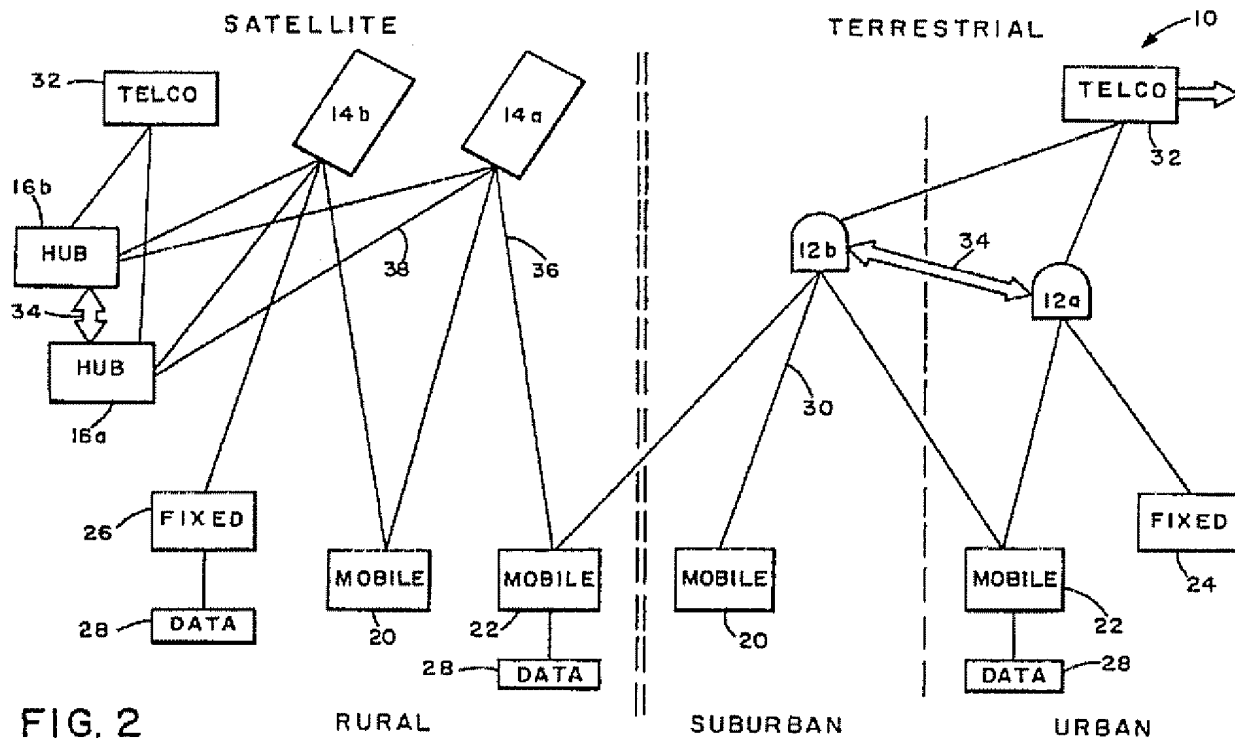 SATELLITE
TERRESTRIAL
10
32
TELCO
14b
14a
TELCO
32
16b
HUB
38
36
12b
34
12a
34
HUB
16a
30
26
FIXED
MOBILE
MOBILE
MOBILE
MOBILE
FIXED
24
28
DATA
20
22
20
22
28
DATA
DATA
28
FIG. 2
RURAL
SUBURBAN
URBAN